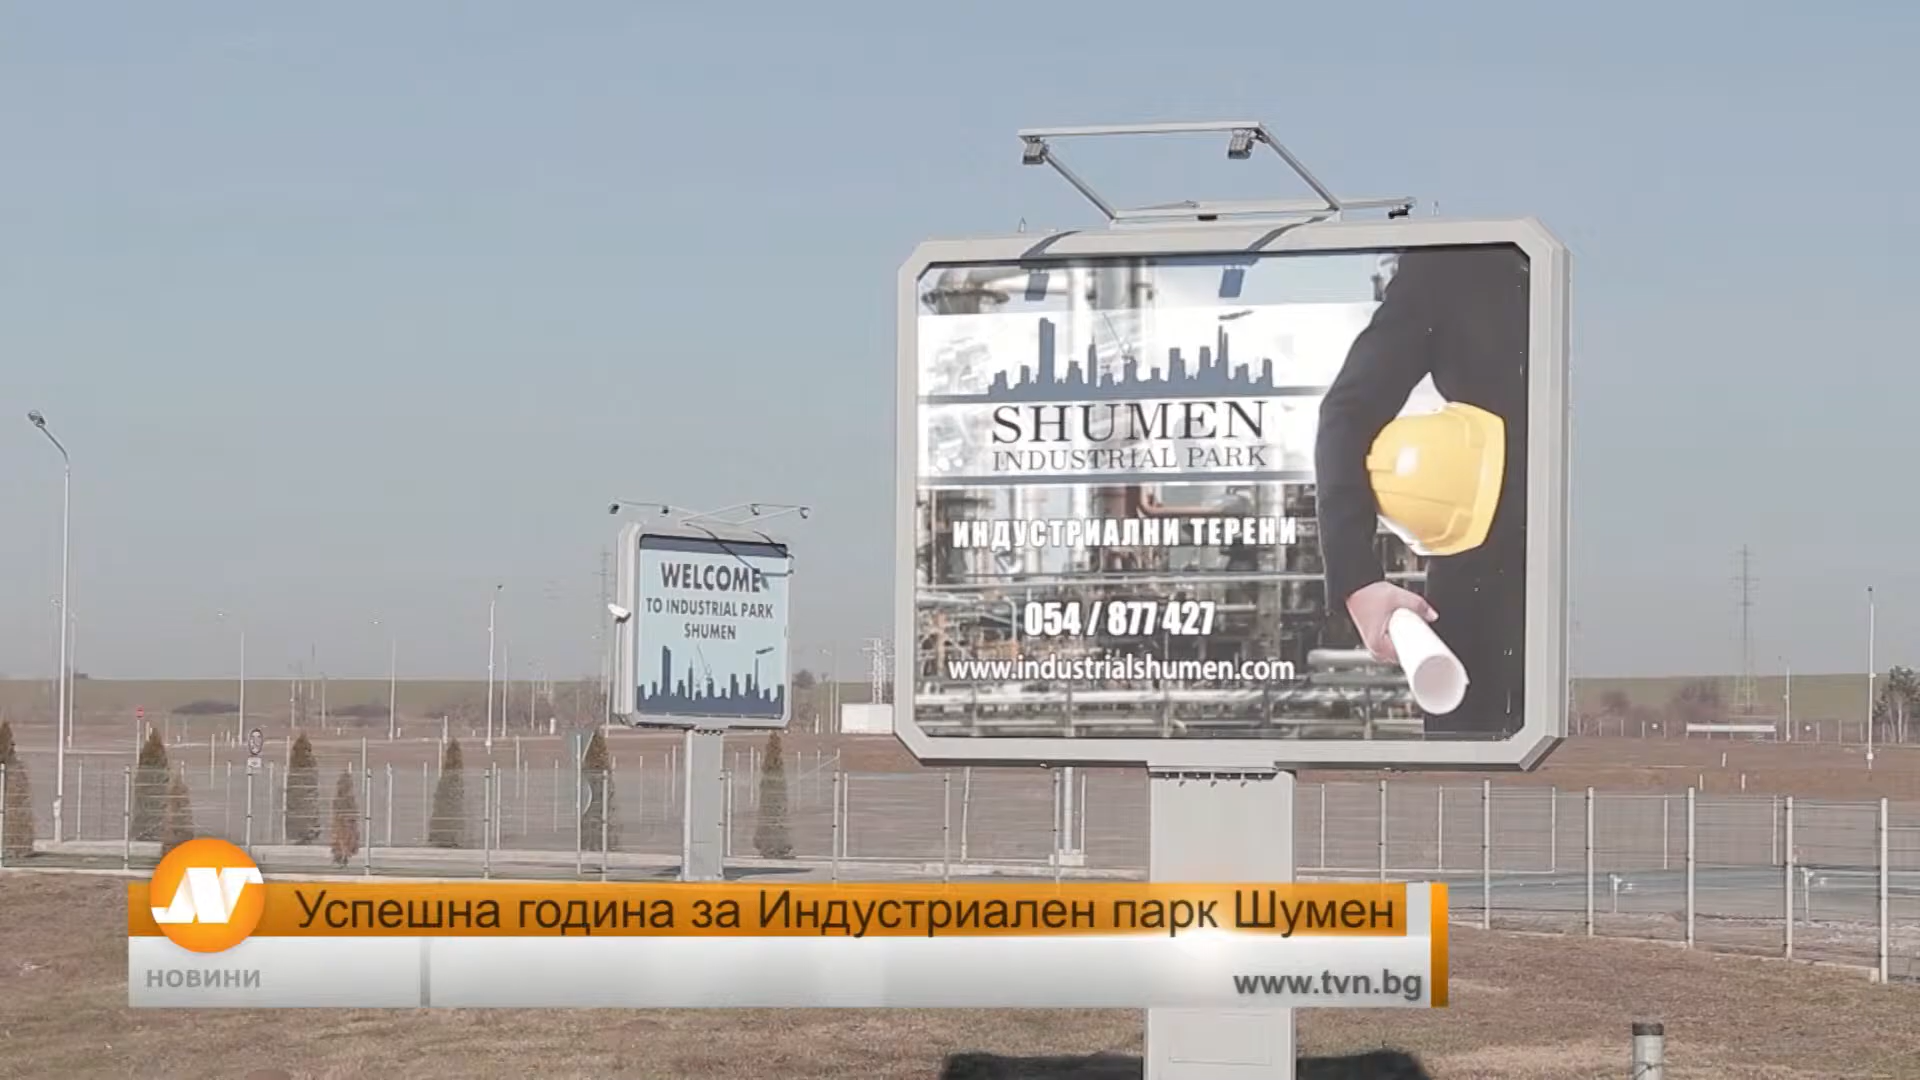 SHUMEN
INDUSTRIAL PARK
ИНДУСТРИАЛНИ ТЕРЕНИ
054 / 877 427
www.industrialshumen.com
WELCOME
TO INDUSTRIAL PARK
SHUMEN
Успешна година за Индустриален парк Шумен
НОВИНИ
www.tvn.bg